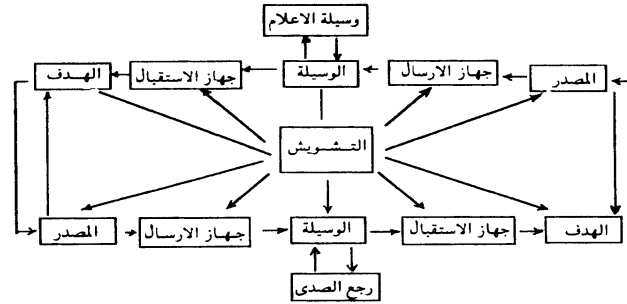 وسيلة الاعلام
المصدر
جهاز الارسال
الوسيلة
جهاز الاستقبال
الهدف
التشويش
المصدر
جهاز الارسال
الوسيلة
جهاز الاستقبال
الهدف
رجع الصدى